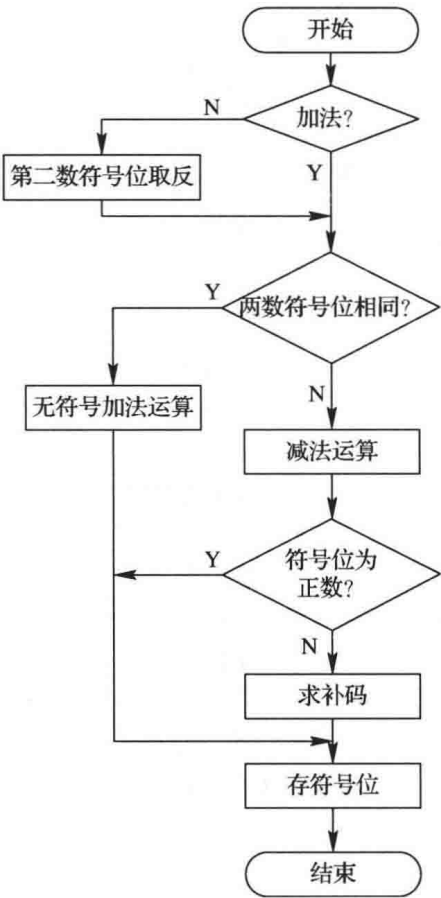 开始
加法?
N
Y
第二数符号位取反
两数符号位相同?
Y
N
无符号加法运算
减法运算
符号位为
正数?
Y
N
求补码
存符号位
结束